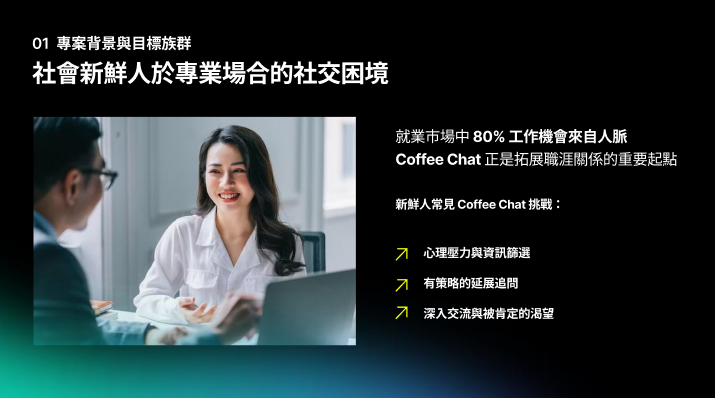 01 專案背景與目標族群
社會新鮮人於專業場合的社交困境
就業市場中 80% 工作機會來自人脈
Coffee Chat 正是拓展職涯關係的重要起點
新鮮人常見 Coffee Chat 挑戰：
心理壓力與資訊篩選
有策略的延展追問
深入交流與被肯定的渴望